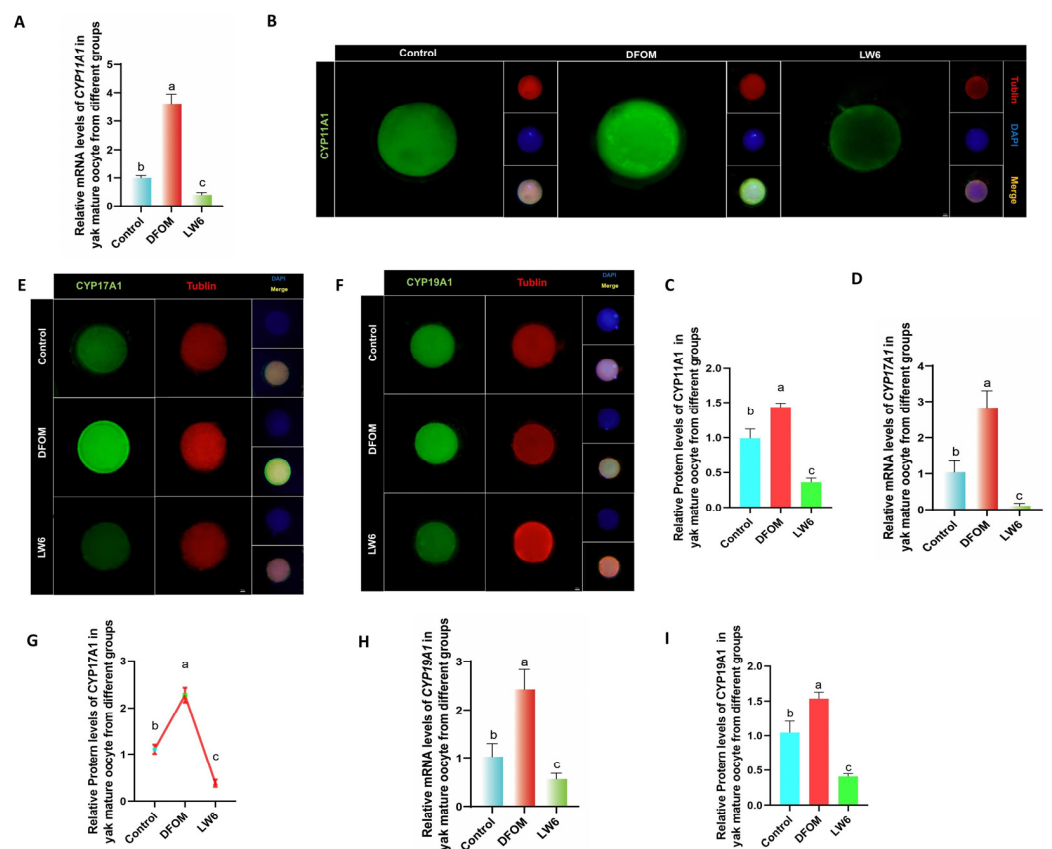 A
Relative mRNA levels of CYP11A1 in
yak mature oocyte from different groups
5
4
3
2
1
0
a
b
c
Control
DFOM
LW6
B
Control
DFOM
LW6
CYP11A1
Tublin
DAPI
Merge
E
CYP17A1
Tublin
DAPI
Merge
Control
DFOM
LW6
F
CYP19A1
Tublin
DAPI
Merge
Control
DFOM
LW6
C
Relative Protern levels of CYP11A1 in
yak mature oocyte from different groups
2.0
1.5
1.0
0.5
0.0
b
a
c
Control
DFOM
LW6
D
Relative mRNA levels of CYP17A1 in
yak mature oocyte from different groups
4
3
2
1
0
b
a
c
Control
DFOM
LW6
G
Relative Protern levels of CYP17A1 in
yak mature oocyte from different groups
3
2
1
0
b
a
c
Control
DFOM
LW6
H
Relative mRNA levels of CYP19A1 in
yak mature oocyte from different groups
3
2
1
0
b
a
c
Control
DFOM
LW6
I
Relative Protern levels of CYP19A1 in
yak mature oocyte from different groups
2.0
1.5
1.0
0.5
0.0
b
a
c
Control
DFOM
LW6